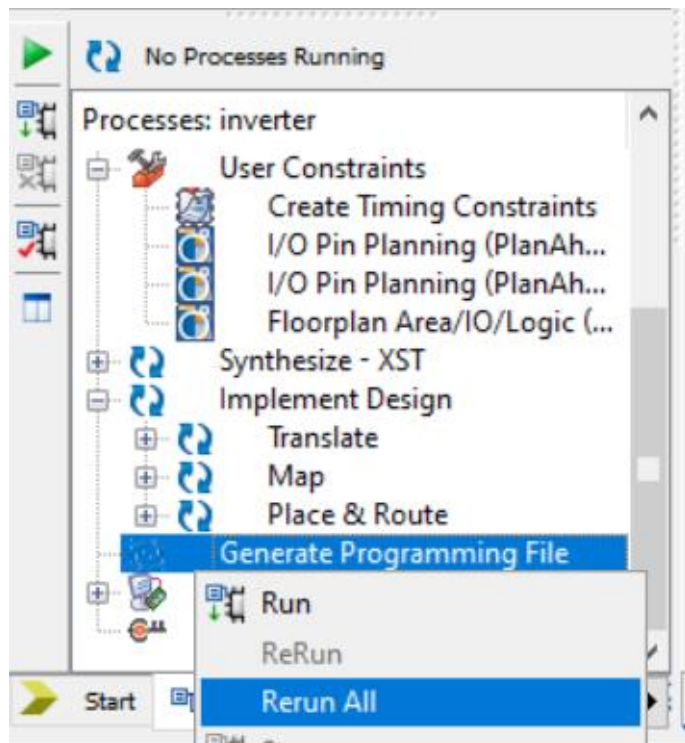 No Processes Running
Processes: inverter
User Constraints
Create Timing Constraints
I/O Pin Planning (PlanAh...
I/O Pin Planning (PlanAh...
Floorplan Area/IO/Logic (...
Synthesize - XST
Implement Design
Translate
Map
Place & Route
Generate Programming File
Run
ReRun
Rerun All
Start